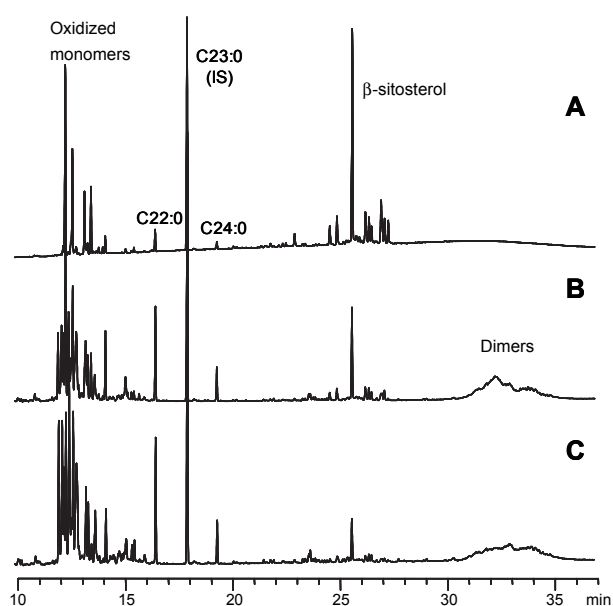 Oxidized
monomers
C23:0
(IS)
β-sitosterol
A
C22:0
C24:0
B
Dimers
C
10 15 20 25 30 35 min